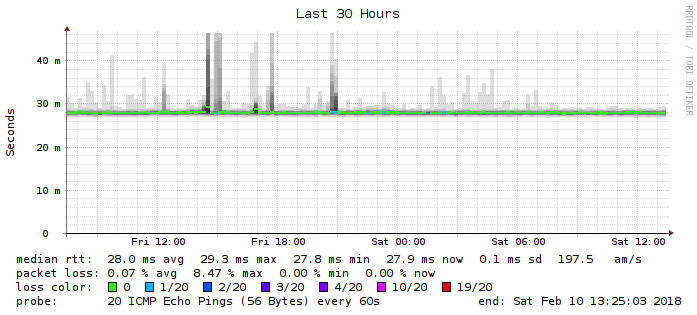 Last 30 Hours
RRDTOOL / TOBI OETIKER
Seconds
40 m
30 m
20 m
10 m
0
Fri 12:00 Fri 18:00 Sat 00:00 Sat 06:00 Sat 12:00
median rtt: 28.0 ms avg 29.3 ms max 27.8 ms min 27.9 ms now 0.1 ms sd 197.5 am/s
packet loss: 0.07 % avg 8.47 % max 0.00 % min 0.00 % now
loss color: 0 1/20 2/20 3/20 4/20 10/20 19/20
probe: 20 ICMP Echo Pings (56 Bytes) every 60s end: Sat Feb 10 13:25:03 2018